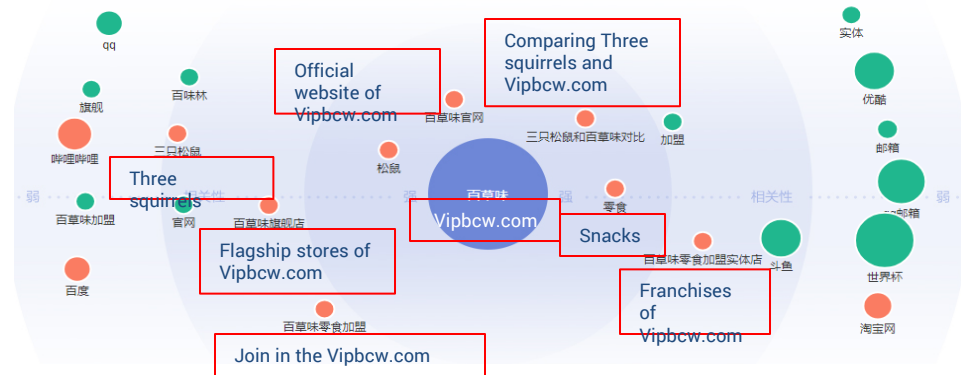 qq
实体
Official
website of
Vipbcw.com
Comparing Three
squirrels and
Vipbcw.com
百味林
优酷
旗舰
百草味官网
三只松鼠和百草味对比
加盟
哔哩哔哩
三只松鼠
邮箱
松鼠
Three
squirrels
弱
相关性
强
百草味
强
相关性
弱
零食
百草味加盟
官网
百草味旗舰店
Vipbcw.com
qq邮箱
Snacks
Flagship stores of
Vipbcw.com
百草味零食加盟实体店
斗鱼
世界杯
百度
Franchises
of
Vipbcw.com
百草味零食加盟
淘宝网
Join in the Vipbcw.com